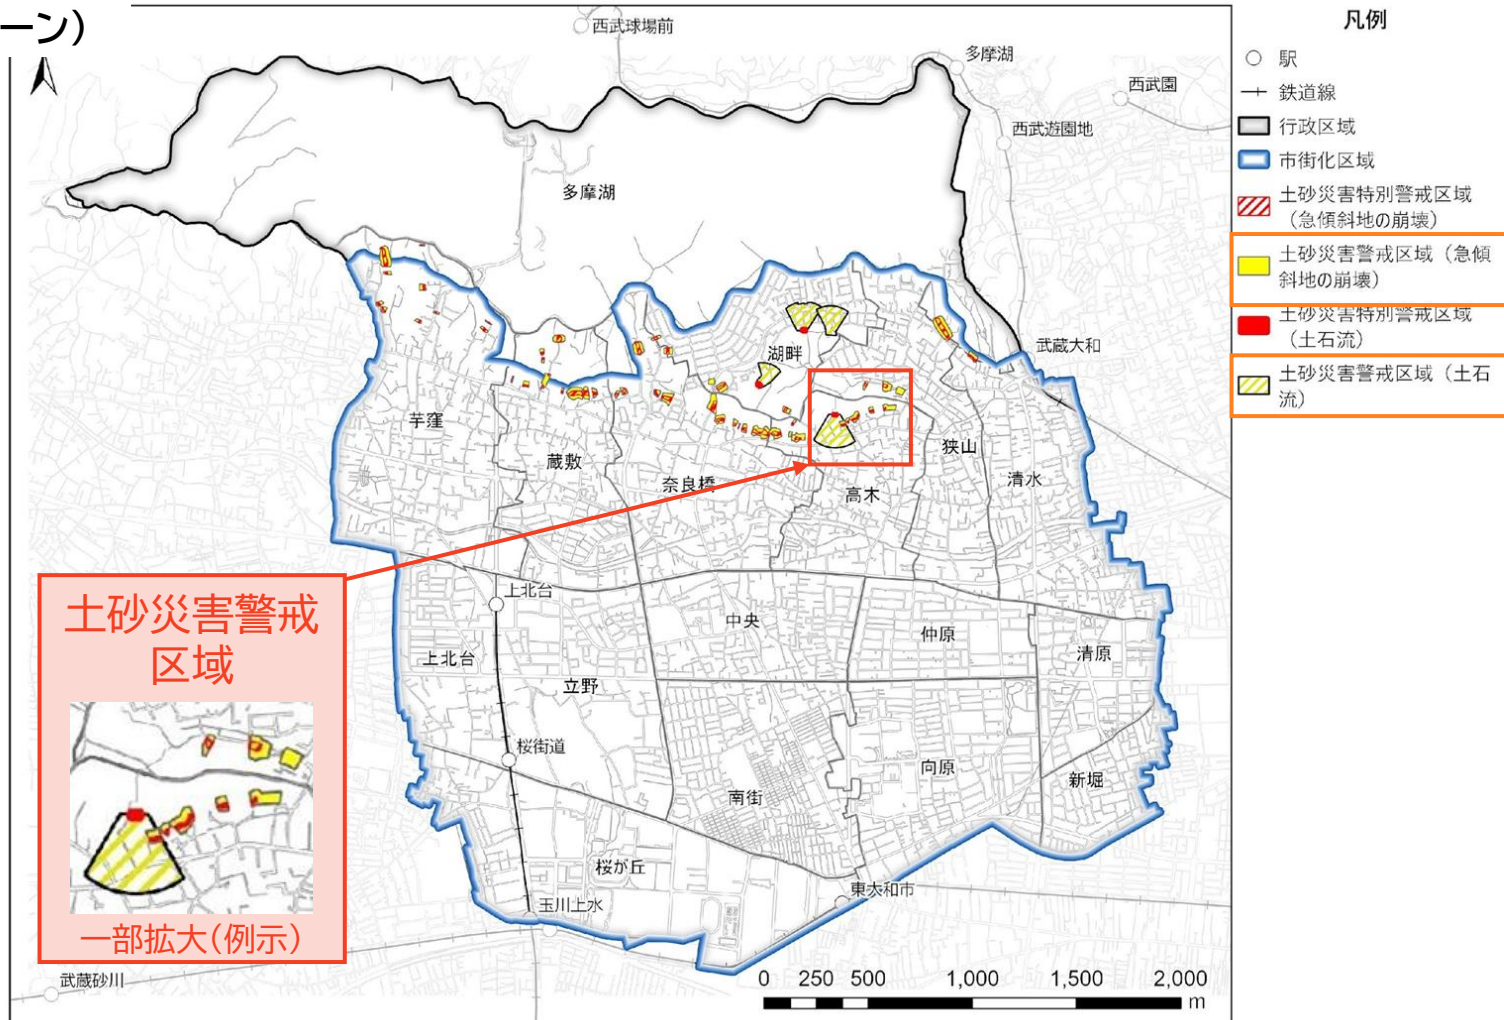 ーン）
西武球場前
多摩湖
西武園
西武遊園地
多摩湖
武蔵大和
湖畔
芋窪
蔵敷
奈良橋
高木
狭山
清水
上北台
上北台
中央
仲原
清原
立野
桜街道
南街
向原
新堀
桜が丘
玉川上水
東大和市
武蔵砂川
土砂災害警戒
区域
一部拡大（例示）
0 250 500 1,000 1,500 2,000
m
凡例
駅
鉄道線
行政区域
市街化区域
土砂災害特別警戒区域
（急傾斜地の崩壊）
土砂災害警戒区域（急傾
斜地の崩壊）
土砂災害特別警戒区域
（土石流）
土砂災害警戒区域（土石
流）